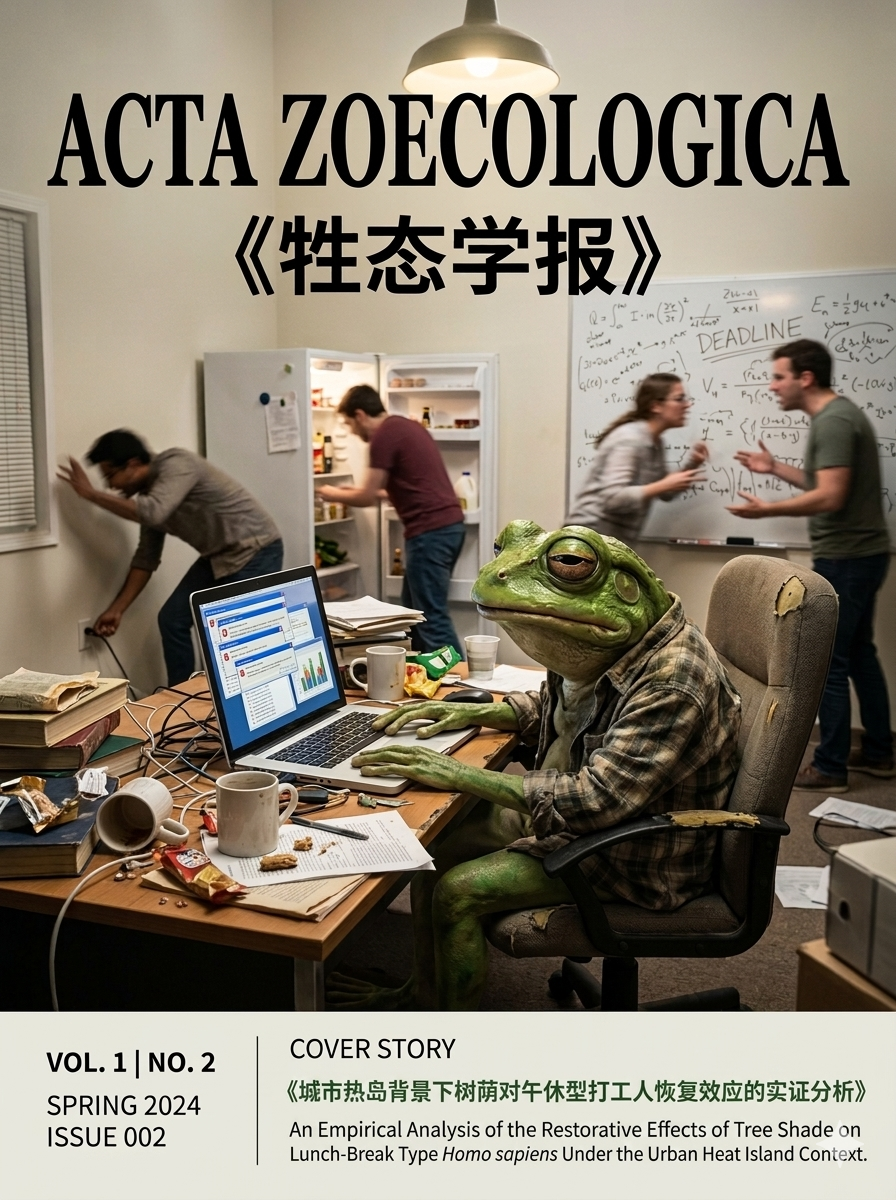 ACTA ZOECOLOGICA
《牲态学报》
DEADLINE
VOL. 1 | NO. 2
SPRING 2024
ISSUE 002
COVER STORY
《城市热岛背景下树荫对午休型打工人恢复效应的实证分析》
An Empirical Analysis of the Restorative Effects of Tree Shade on
Lunch-Break Type Homo sapiens Under the Urban Heat Island Context.